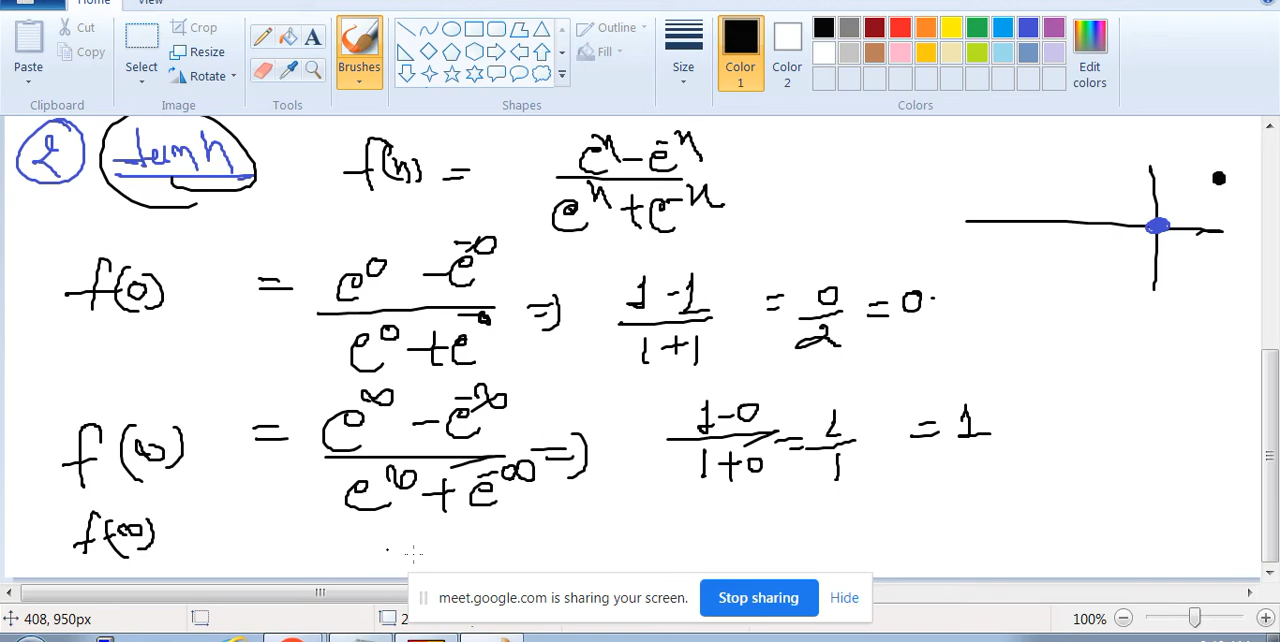 Home
Cut
Copy
Paste
Clipboard
Select
Resize
Rotate
Image
A
Tools
Brushes
Outline
Fill
Shapes
Size
Color 1
Color 2
Edit colors
Colors
2 tanh f(x) = (e^x - e^-x) / (e^x + e^-x)
f(0) = (e^0 - e^-0) / (e^0 + e^-0) => (1-1) / (1+1) = 0/2 = 0.
f(∞) = (e^∞ - e^-∞) / (e^∞ + e^-∞) => (1-0) / (1+0) = 1/1 = 1
f(∞)
meet.google.com is sharing your screen. Stop sharing Hide
408, 950px
100%